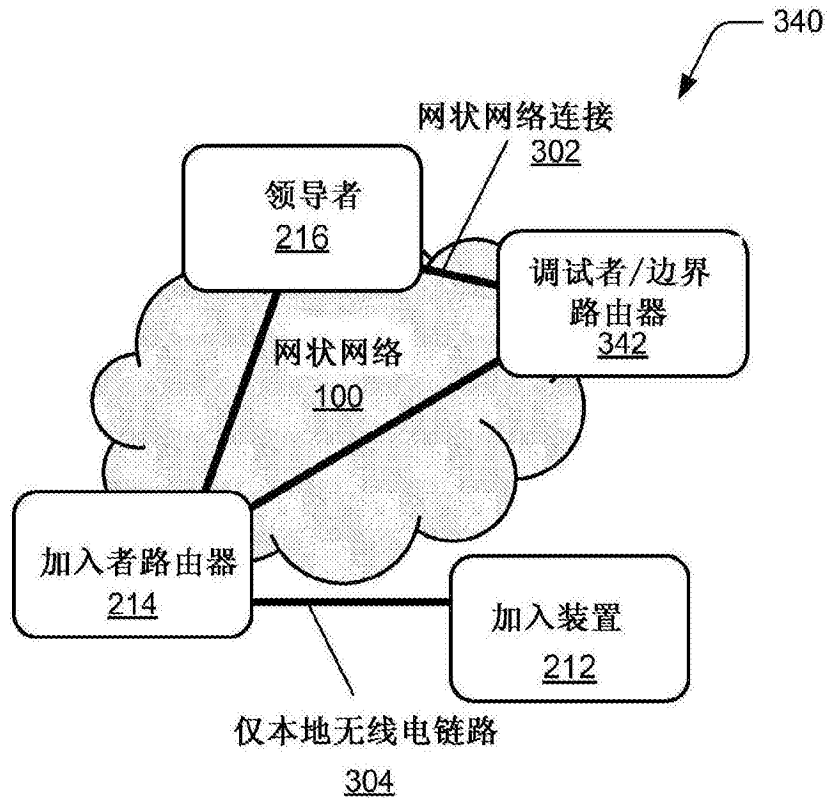 340
网状网络连接
302
领导者
216
调试者/边界
路由器
342
网状网络
100
加入者路由器
214
加入装置
212
仅本地无线电链路
304